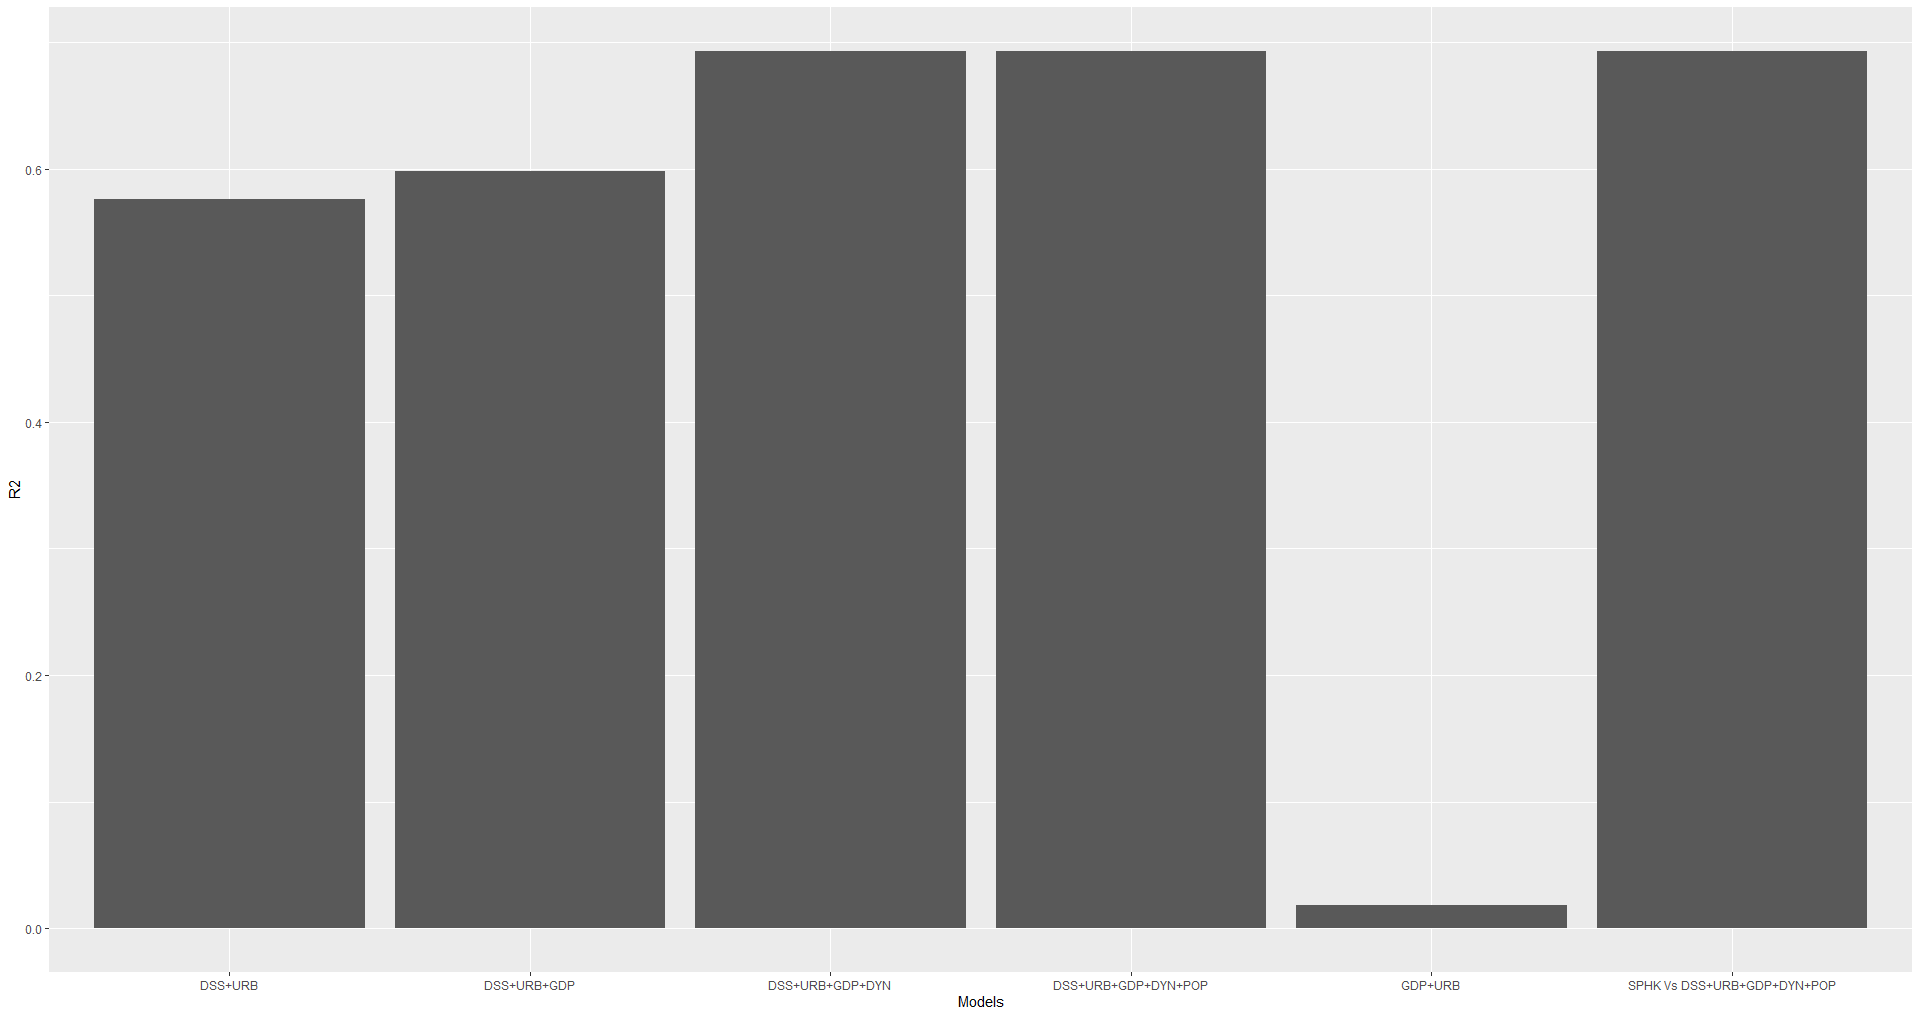 0.6
0.4
0.2
0.0
R2
DSS+URB
DSS+URB+GDP
DSS+URB+GDP+DYN
DSS+URB+GDP+DYN+POP
GDP+URB
SPHK Vs DSS+URB+GDP+DYN+POP
Models